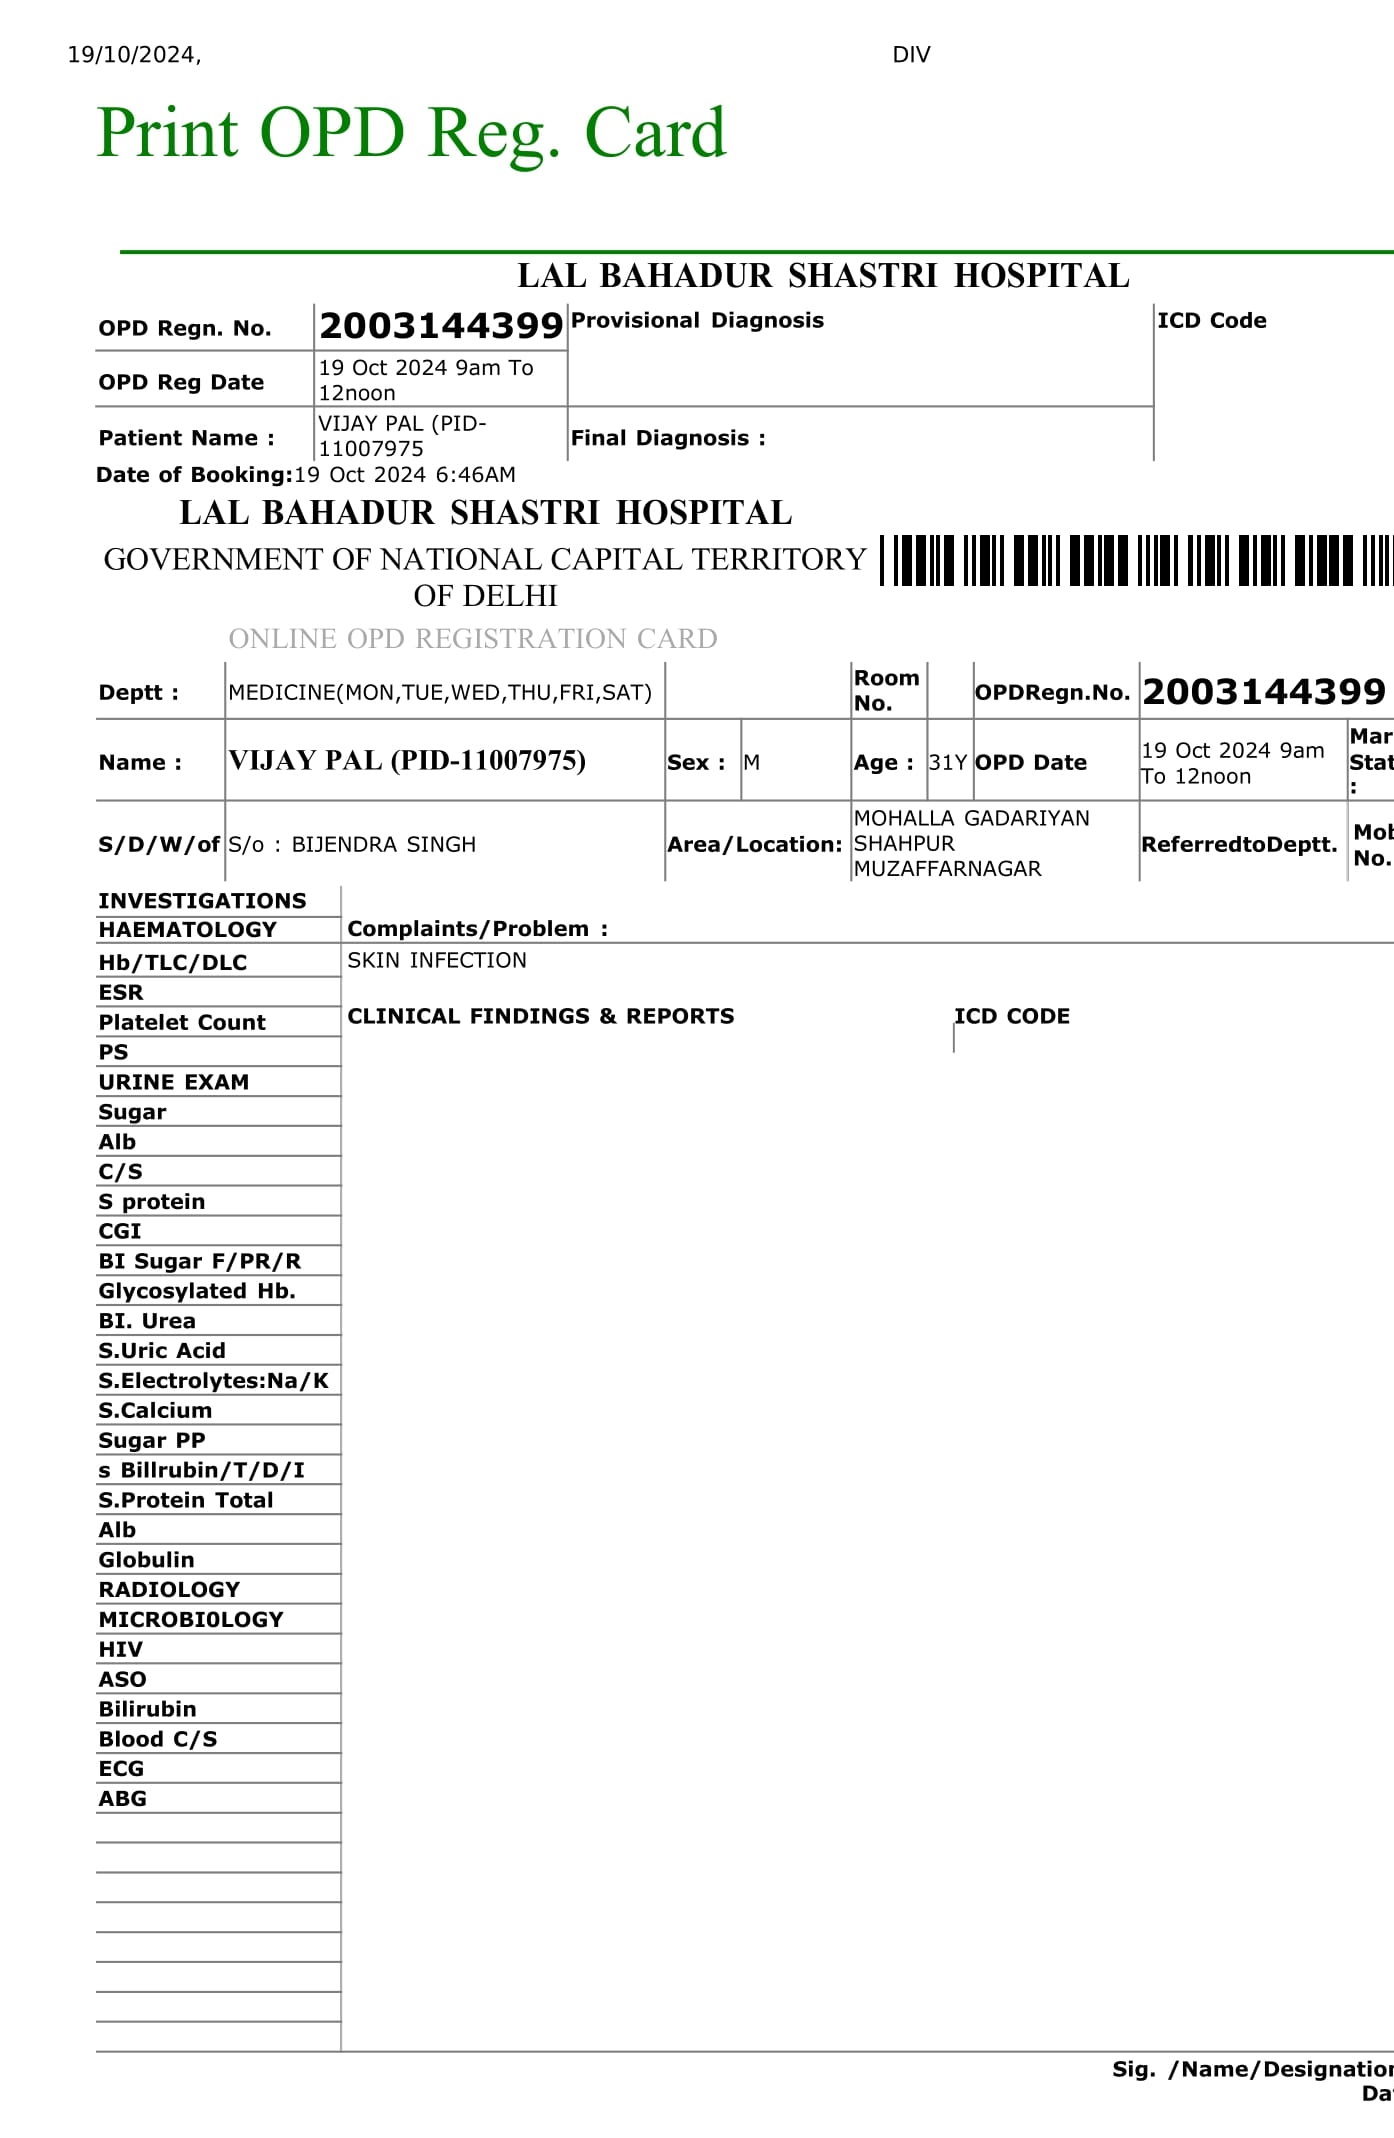 19/10/2024, DIV
Print OPD Reg. Card
LAL BAHADUR SHASTRI HOSPITAL
OPD Regn. No. 2003144399 Provisional Diagnosis ICD Code
OPD Reg Date 19 Oct 2024 9am To
12noon
Patient Name : VIJAY PAL (PID-
11007975 Final Diagnosis :
Date of Booking:19 Oct 2024 6:46AM
LAL BAHADUR SHASTRI HOSPITAL
GOVERNMENT OF NATIONAL CAPITAL TERRITORY
OF DELHI
ONLINE OPD REGISTRATION CARD
Deptt : MEDICINE(MON,TUE,WED,THU,FRI,SAT) Room
No. OPDRegn.No. 2003144399
Name : VIJAY PAL (PID-11007975) Sex : M Age : 31Y OPD Date 19 Oct 2024 9am
To 12noon Mar
Stat
:
S/D/W/of S/o : BIJENDRA SINGH Area/Location: MOHALLA GADARIYAN
SHAHPUR
MUZAFFARNAGAR ReferredtoDeptt. Mob
No.
INVESTIGATIONS
HAEMATOLOGY Complaints/Problem :
Hb/TLC/DLC SKIN INFECTION
ESR
Platelet Count CLINICAL FINDINGS & REPORTS ICD CODE
PS
URINE EXAM
Sugar
Alb
C/S
S protein
CGI
BI Sugar F/PR/R
Glycosylated Hb.
BI. Urea
S.Uric Acid
S.Electrolytes:Na/K
S.Calcium
Sugar PP
s Billrubin/T/D/I
S.Protein Total
Alb
Globulin
RADIOLOGY
MICROBI0LOGY
HIV
ASO
Bilirubin
Blood C/S
ECG
ABG
Sig. /Name/Designation
Dat